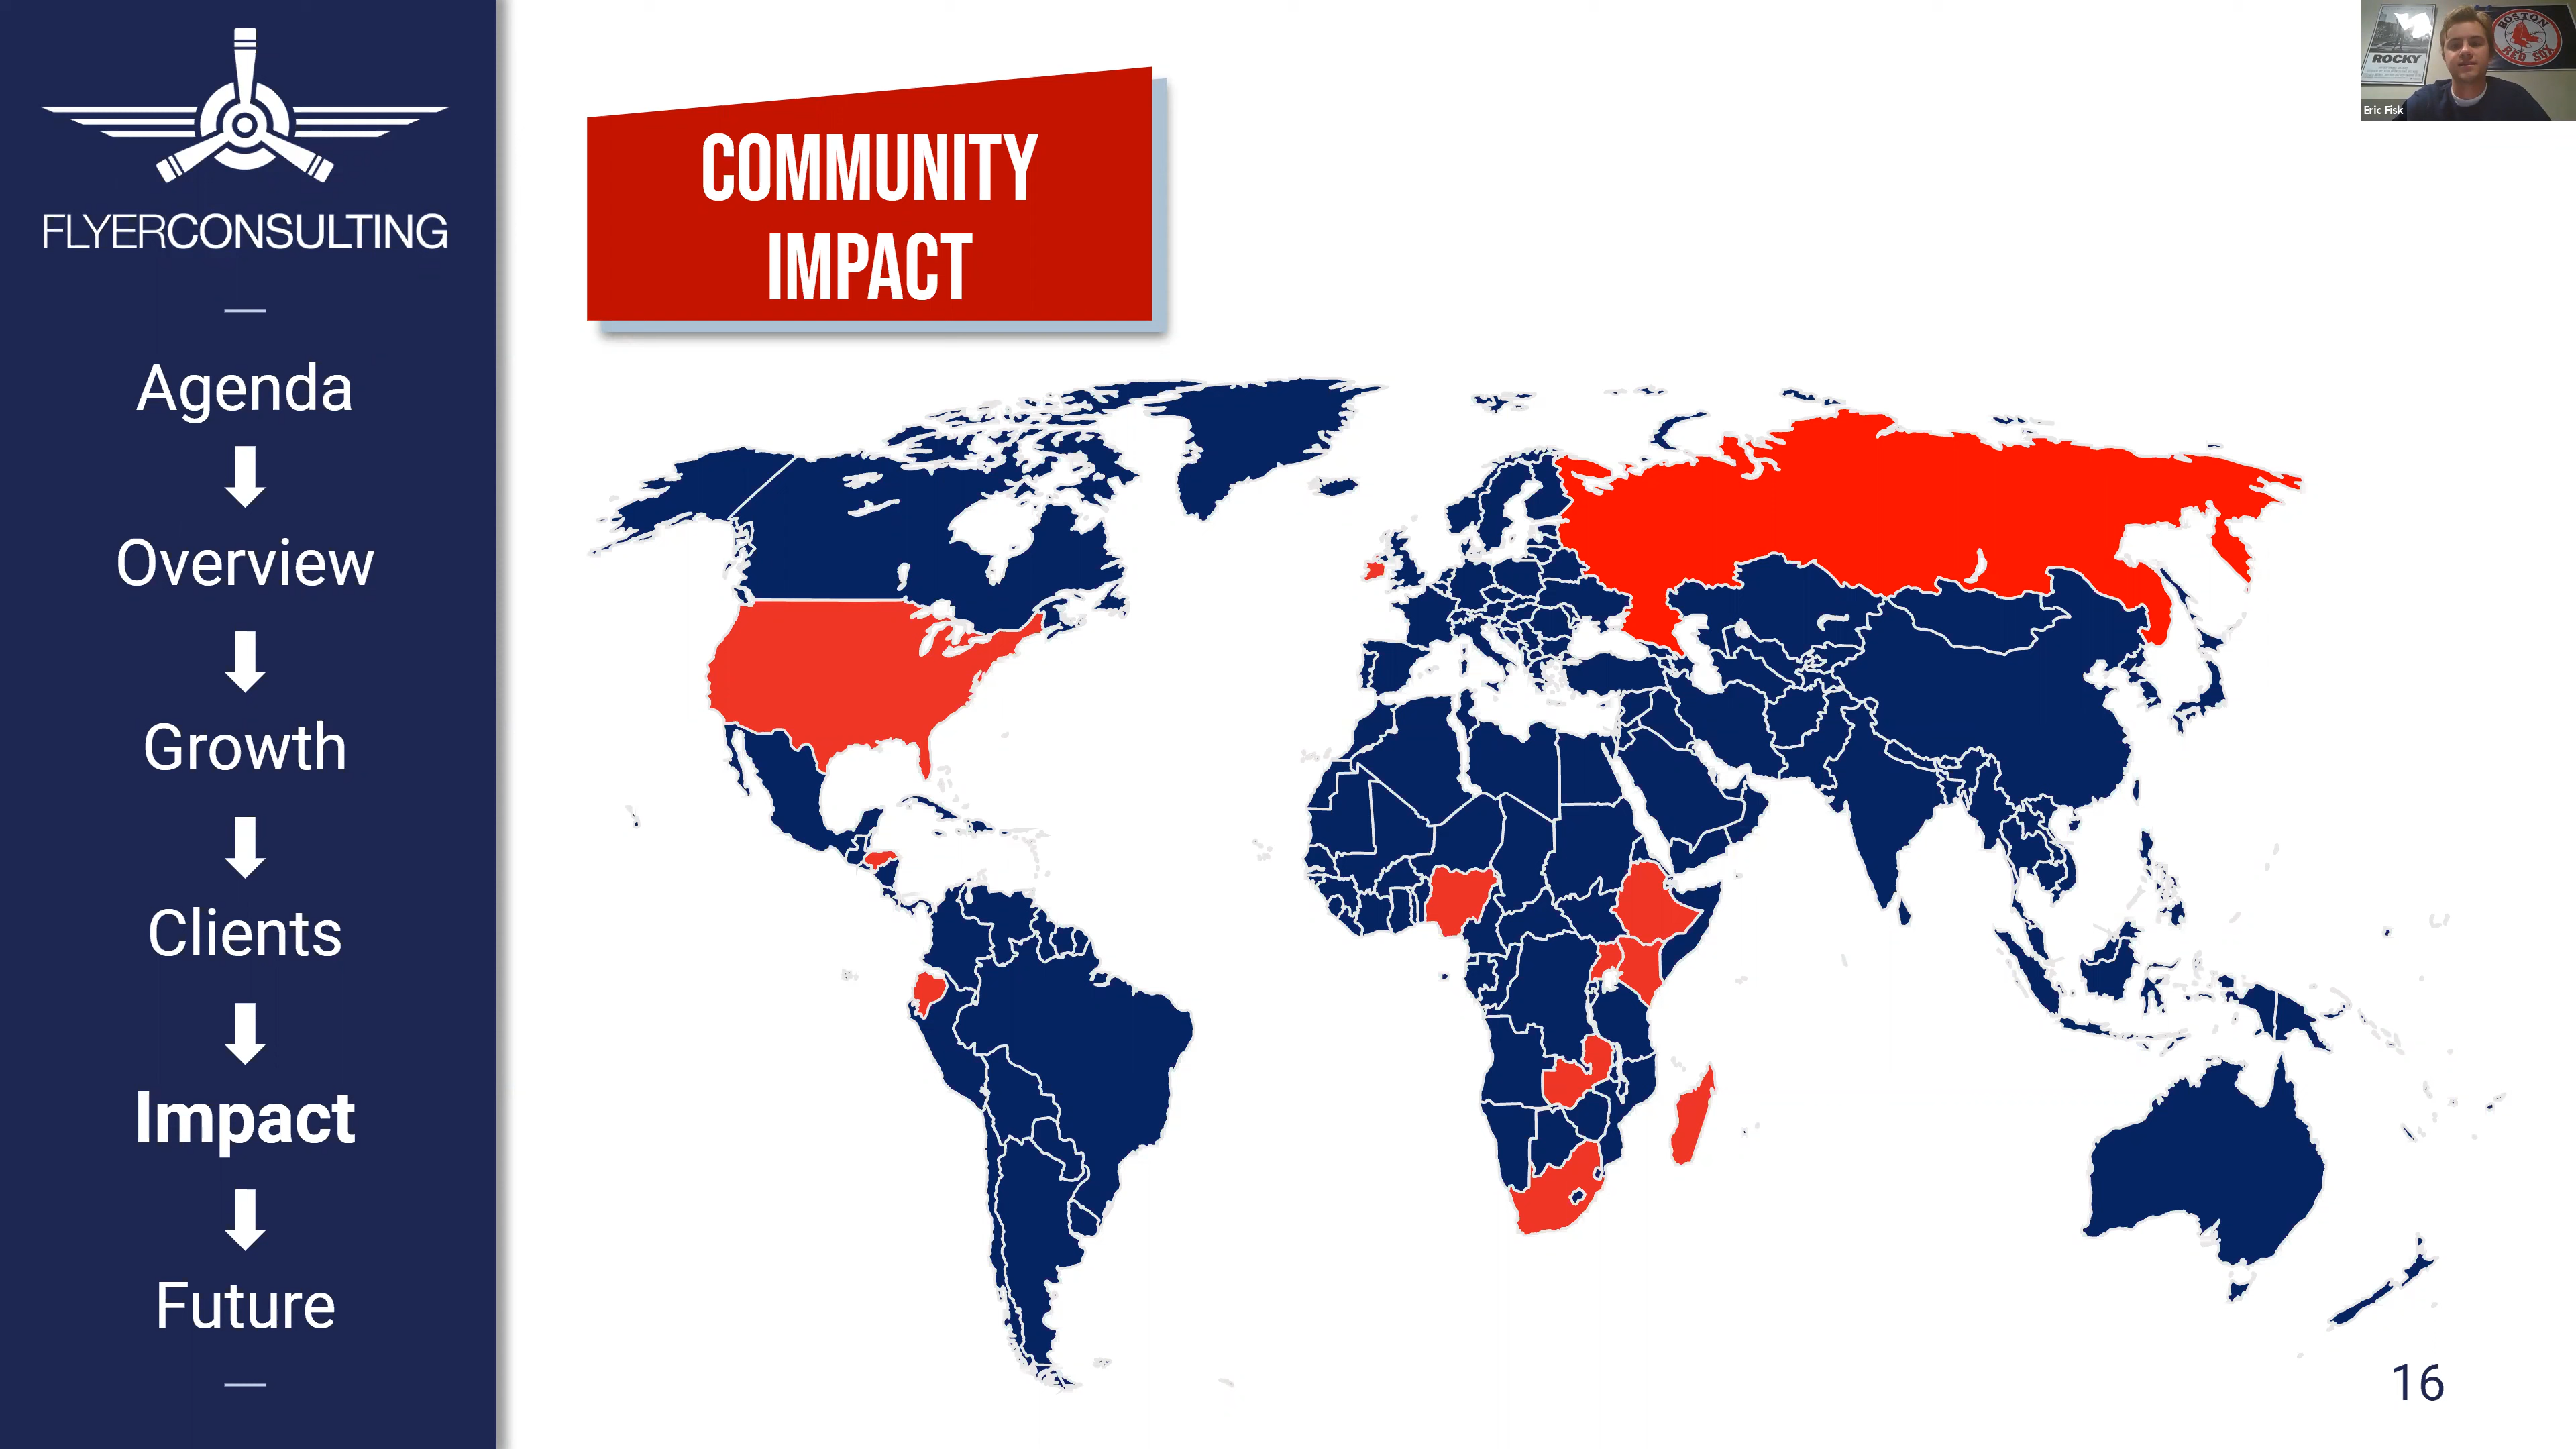 FLYERCONSULTING
Agenda
Overview
Growth
Clients
Impact
Future
COMMUNITY
IMPACT
16
ROCKY
BOSTON
RED SOX
Eric Fisk